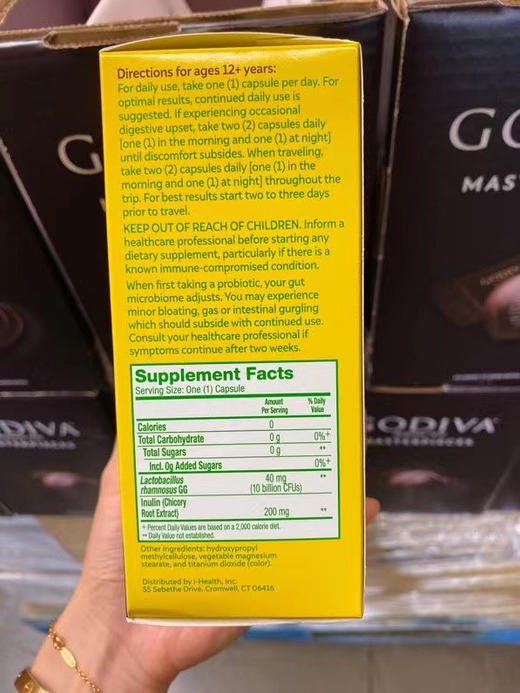 Directions for ages 12+ years:
For daily use, take one (1) capsule per day. For
optimal results, continued daily use is
suggested. If experiencing occasional
digestive upset, take two (2) capsules daily
[one (1) in the morning and one (1) at night]
until discomfort subsides. When traveling,
take two (2) capsules daily [one (1) in the
morning and one (1) at night] throughout the
trip. For best results start two to three days
prior to travel.
KEEP OUT OF REACH OF CHILDREN. Inform a
healthcare professional before starting any
dietary supplement, particularly if there is a
known immune-compromised condition.
When first taking a probiotic, your gut
microbiome adjusts. You may experience
minor bloating, gas or intestinal gurgling
which should subside with continued use.
Consult your healthcare professional if
symptoms continue after two weeks.
Supplement Facts
Serving Size: One (1) Capsule
Amount Per Serving % Daily Value
Calories 0
Total Carbohydrate 0 g 0%+
Total Sugars 0 g **
Incl. 0g Added Sugars 0%+
Lactobacillus rhamnosus GG 40 mg (10 billion CFUs) **
Inulin (Chicory Root Extract) 200 mg **
+ Percent Daily Values are based on a 2,000 calorie diet.
** Daily Value not established.
Other Ingredients: hydroxypropyl
methylcellulose, vegetable magnesium
stearate, and titanium dioxide (color).
Distributed by i-Health, Inc.
55 Sebethe Drive, Cromwell, CT 06416
G
GO
MAS
ODIVA
GODIVA